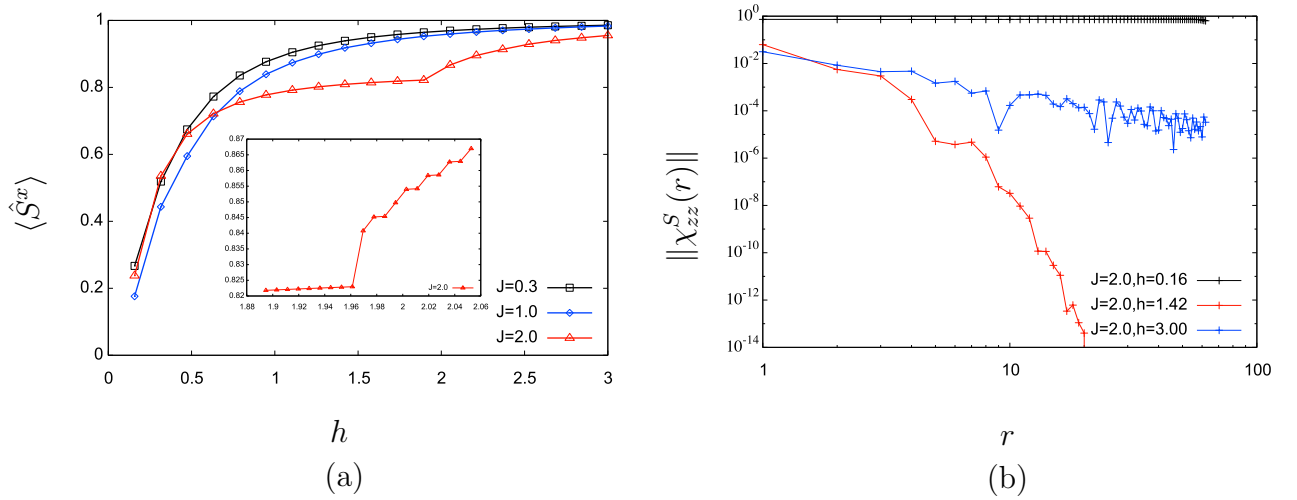 1
0.8
0.6
0.4
0.2
0
0 0.5 1 1.5 2 2.5 3
⟨Ŝˣ⟩
h
J=0.3
J=1.0
J=2.0
0.87
0.865
0.86
0.855
0.85
0.845
0.84
0.835
0.83
0.825
0.82
1.88 1.9 1.92 1.94 1.96 1.98 2 2.02 2.04 2.06
J=2.0
(a)
10⁰
10⁻²
10⁻⁴
10⁻⁶
10⁻⁸
10⁻¹⁰
10⁻¹²
10⁻¹⁴
1 10 100
||χ^S_zz(r)||
r
J=2.0,h=0.16
J=2.0,h=1.42
J=2.0,h=3.00
(b)